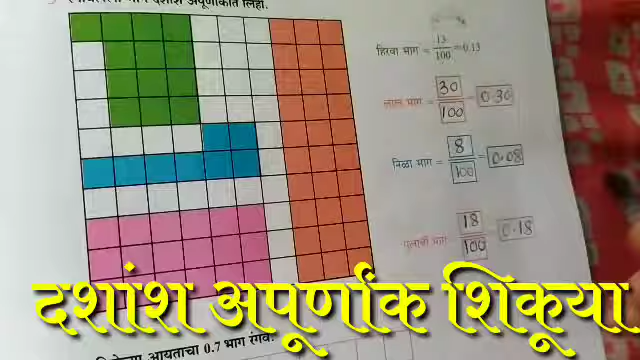 दशांश अपूर्णांकात लिहा.
हिरवा भाग = 13/100 = 0.13
लाल भाग = 30/100 = 0.30
निळा भाग = 8/100 = 0.08
गुलाबी भाग = 18/100 = 0.18
दशांश अपूर्णांक शिकूया
आयताचा 0.7 भाग रंगव.